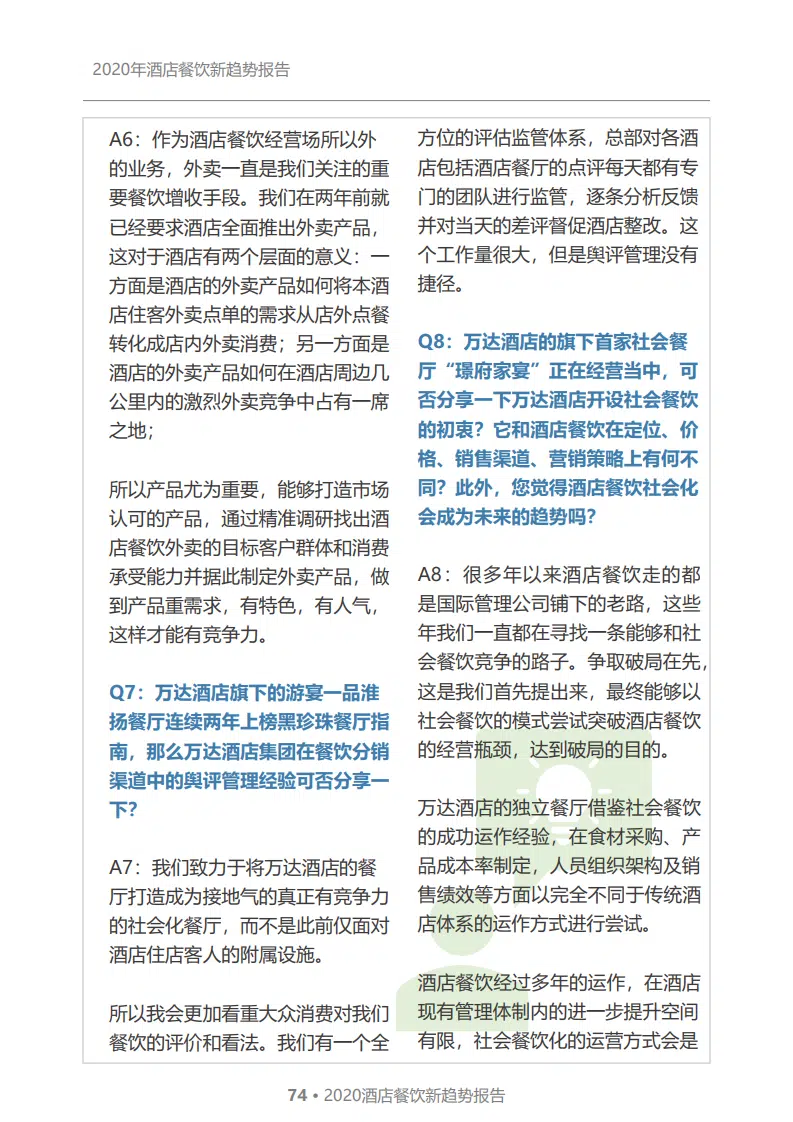 2020年酒店餐饮新趋势报告
A6：作为酒店餐饮经营场所以外
的业务，外卖一直是我们关注的重
要餐饮增收手段。我们在两年前就
已经要求酒店全面推出外卖产品，
这对于酒店有两个层面的意义：一
方面是酒店的外卖产品如何将本酒
店住客外卖点单的需求从店外点餐
转化成店内外卖消费；另一方面是
酒店的外卖产品如何在酒店周边几
公里内的激烈外卖竞争中占有一席
之地；
所以产品尤为重要，能够打造市场
认可的产品，通过精准调研找出酒
店餐饮外卖的目标客户群体和消费
承受能力并据此制定外卖产品，做
到产品重需求，有特色，有人气，
这样才能有竞争力。
Q7：万达酒店旗下的游宴一品淮
扬餐厅连续两年上榜黑珍珠餐厅指
南，那么万达酒店集团在餐饮分销
渠道中的舆评管理经验可否分享一
下？
A7：我们致力于将万达酒店的餐
厅打造成为接地气的真正有竞争力
的社会化餐厅，而不是此前仅面对
酒店住店客人的附属设施。
所以我会更加看重大众消费对我们
餐饮的评价和看法。我们有一个全
方位的评估监管体系，总部对各酒
店包括酒店餐厅的点评每天都有专
门的团队进行监管，逐条分析反馈
并对当天的差评督促酒店整改。这
个工作量很大，但是舆评管理没有
捷径。
Q8：万达酒店的旗下首家社会餐
厅“璟府家宴”正在经营当中，可
否分享一下万达酒店开设社会餐饮
的初衷？它和酒店餐饮在定位、价
格、销售渠道、营销策略上有何不
同？此外，您觉得酒店餐饮社会化
会成为未来的趋势吗？
A8：很多年以来酒店餐饮走的都
是国际管理公司铺下的老路，这些
年我们一直都在寻找一条能够和社
会餐饮竞争的路子。争取破局在先，
这是我们首先提出来，最终能够以
社会餐饮的模式尝试突破酒店餐饮
的经营瓶颈，达到破局的目的。
万达酒店的独立餐厅借鉴社会餐饮
的成功运作经验，在食材采购、产
品成本率制定，人员组织架构及销
售绩效等方面以完全不同于传统酒
店体系的运作方式进行尝试。
酒店餐饮经过多年的运作，在酒店
现有管理体制内的进一步提升空间
有限，社会餐饮化的运营方式会是
74 • 2020酒店餐饮新趋势报告